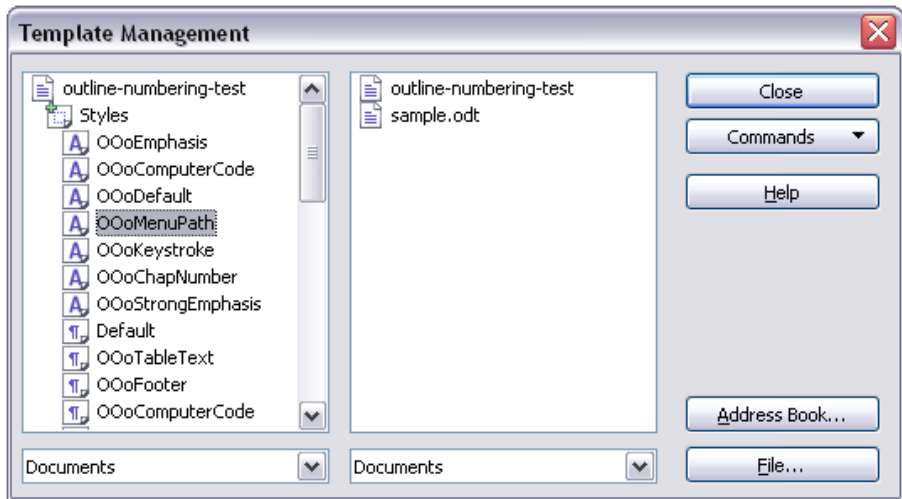 Template Management
outline-numbering-test
Styles
OOoEmphasis
OOoComputerCode
OOoDefault
OOoMenuPath
OOoKeystroke
OOoChapNumber
OOoStrongEmphasis
Default
OOoTableText
OOoFooter
OOoComputerCode
Documents
outline-numbering-test
sample.odt
Documents
Close
Commands
Help
Address Book...
File...